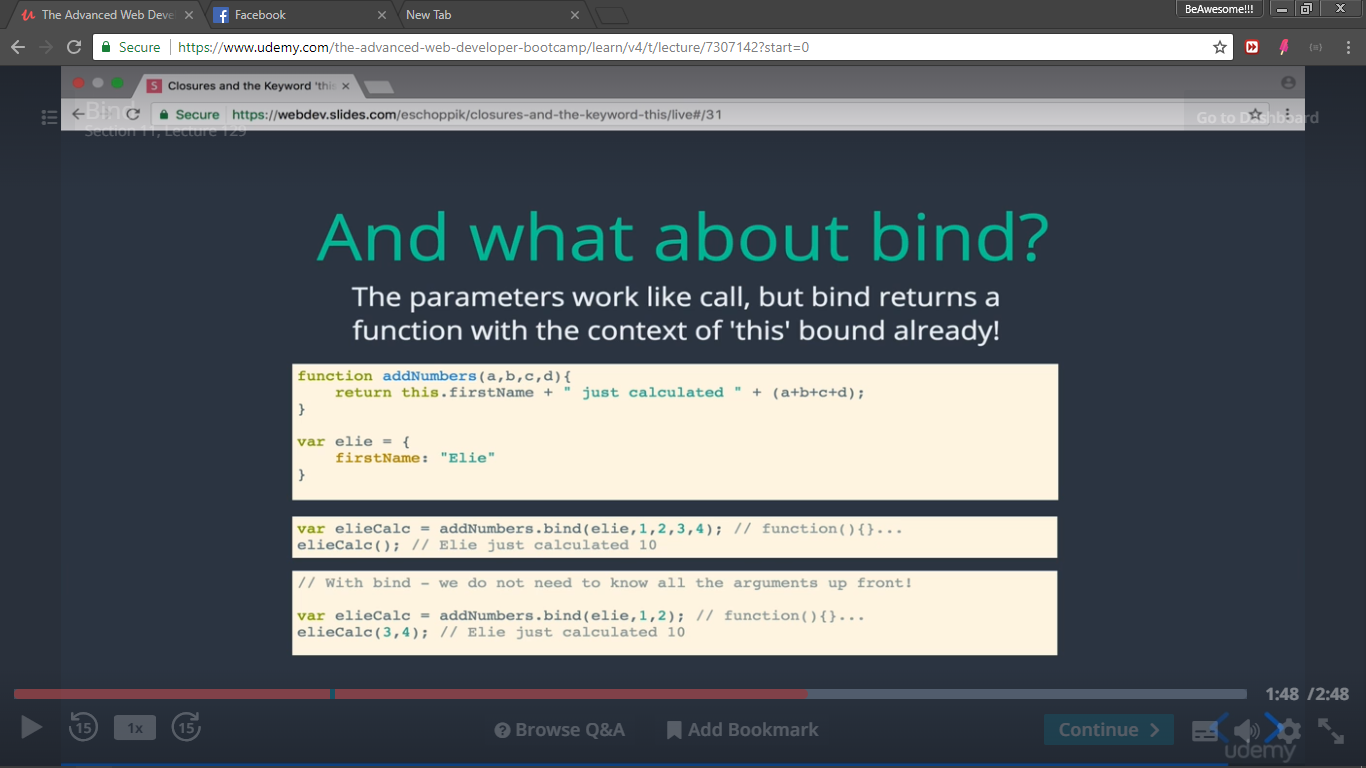 The Advanced Web Deve
Facebook
New Tab
BeAwesome!!!
Secure
https://www.udemy.com/the-advanced-web-developer-bootcamp/learn/v4/t/lecture/7307142?start=0
Closures and the Keyword 'this
Bind
Secure
https://webdev.slides.com/eschoppik/closures-and-the-keyword-this/live#/31
Go to Dashboard
Section 11, Lecture 129
And what about bind?
The parameters work like call, but bind returns a
function with the context of 'this' bound already!
function addNumbers(a,b,c,d){
return this.firstName + " just calculated " + (a+b+c+d);
}
var elie = {
firstName: "Elie"
}
var elieCalc = addNumbers.bind(elie,1,2,3,4); // function(){}...
elieCalc(); // Elie just calculated 10
// With bind - we do not need to know all the arguments up front!
var elieCalc = addNumbers.bind(elie,1,2); // function(){}...
elieCalc(3,4); // Elie just calculated 10
1:48 /2:48
15
1x
15
Browse Q&A
Add Bookmark
Continue
udemy